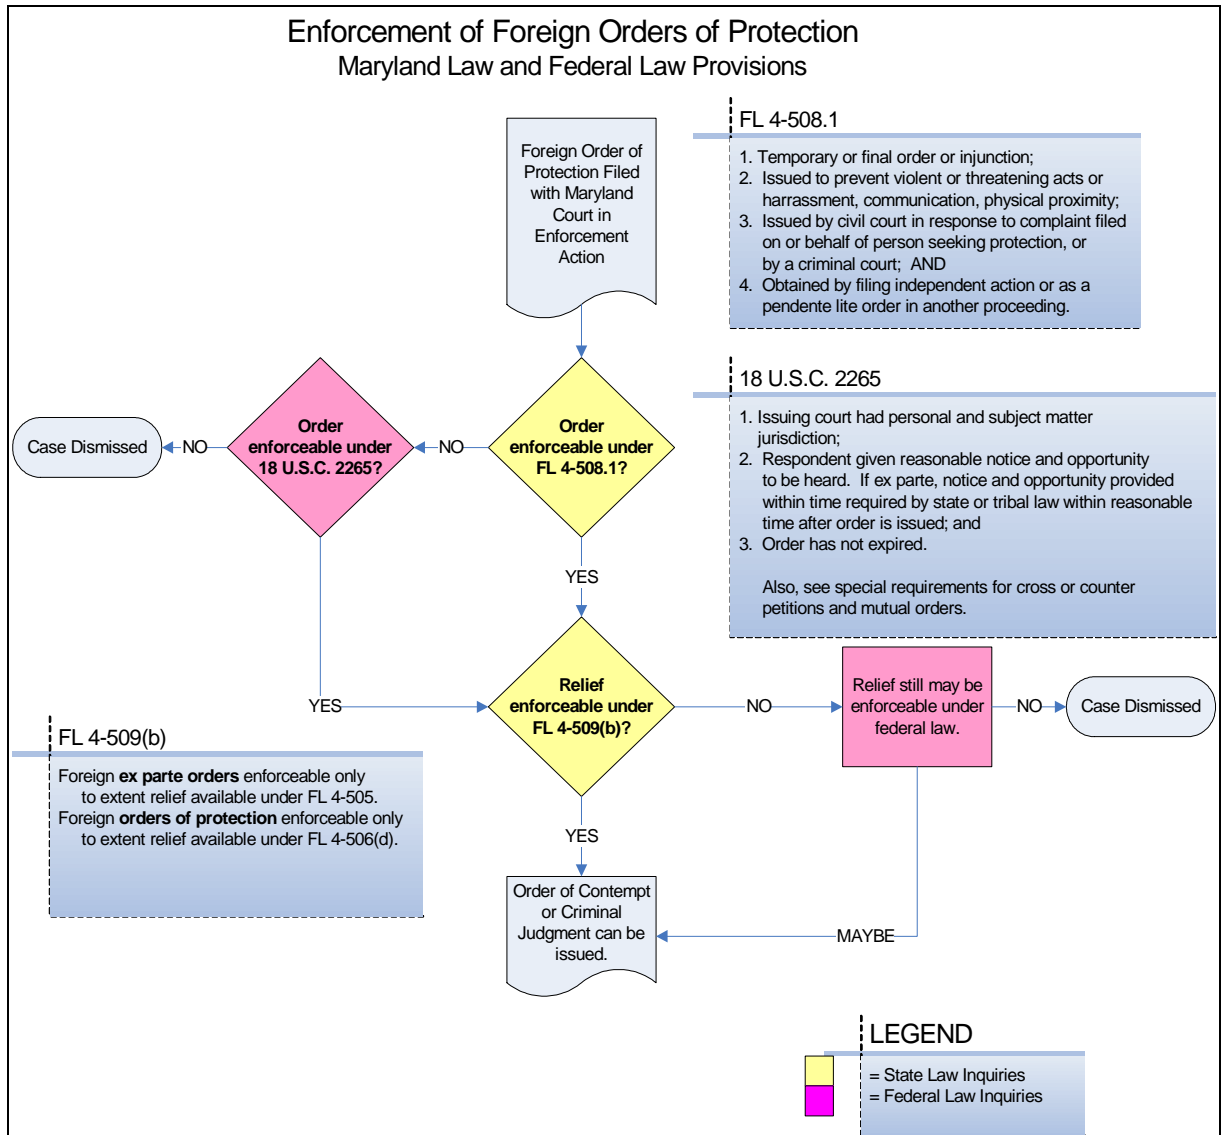 Enforcement of Foreign Orders of Protection
Maryland Law and Federal Law Provisions
Foreign Order of
Protection Filed
with Maryland
Court in
Enforcement
Action
FL 4-508.1
1. Temporary or final order or injunction;
2. Issued to prevent violent or threatening acts or
harrassment, communication, physical proximity;
3. Issued by civil court in response to complaint filed
on or behalf of person seeking protection, or
by a criminal court; AND
4. Obtained by filing independent action or as a
pendente lite order in another proceeding.
18 U.S.C. 2265
1. Issuing court had personal and subject matter
jurisdiction;
2. Respondent given reasonable notice and opportunity
to be heard. If ex parte, notice and opportunity provided
within time required by state or tribal law within reasonable
time after order is issued; and
3. Order has not expired.
Also, see special requirements for cross or counter
petitions and mutual orders.
Case Dismissed
NO
Order
enforceable under
18 U.S.C. 2265?
NO
Order
enforceable under
FL 4-508.1?
YES
YES
Relief
enforceable under
FL 4-509(b)?
NO
Relief still may be
enforceable under
federal law.
NO
Case Dismissed
FL 4-509(b)
Foreign ex parte orders enforceable only
to extent relief available under FL 4-505.
Foreign orders of protection enforceable only
to extent relief available under FL 4-506(d).
YES
Order of Contempt
or Criminal
Judgment can be
issued.
MAYBE
LEGEND
= State Law Inquiries
= Federal Law Inquiries